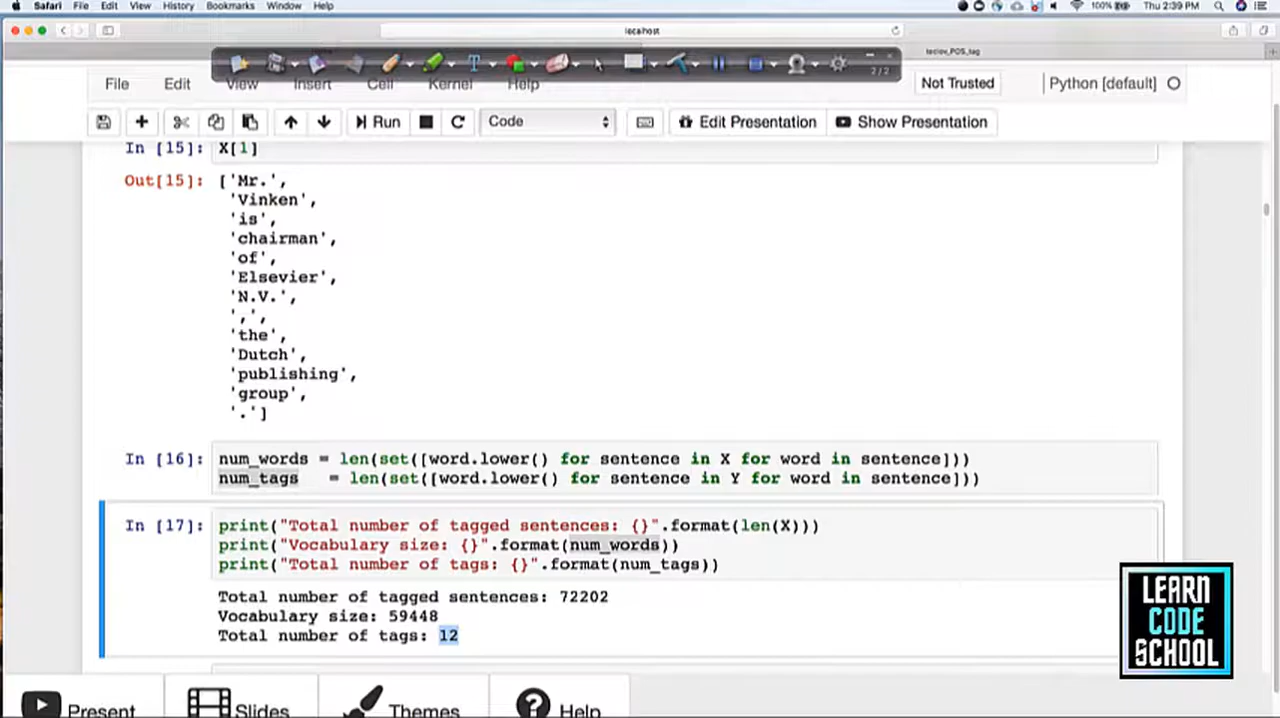 Safari File Edit View History Bookmarks Window Help 100% Thu 2:39 PM
localhost
teclov_POS_tag
2/2
File Edit View Insert Cell Kernel Help Not Trusted Python [default]
Run Code Edit Presentation Show Presentation
In [15]: X[1]
Out[15]: ['Mr.',
'Vinken',
'is',
'chairman',
'of',
'Elsevier',
'N.V.',
',',
'the',
'Dutch',
'publishing',
'group',
'.']
In [16]: num_words = len(set([word.lower() for sentence in X for word in sentence]))
num_tags = len(set([word.lower() for sentence in Y for word in sentence]))
In [17]: print("Total number of tagged sentences: {}".format(len(X)))
print("Vocabulary size: {}".format(num_words))
print("Total number of tags: {}".format(num_tags))
Total number of tagged sentences: 72202
Vocabulary size: 59448
Total number of tags: 12
LEARN
CODE
SCHOOL
Present Slides Themes Help